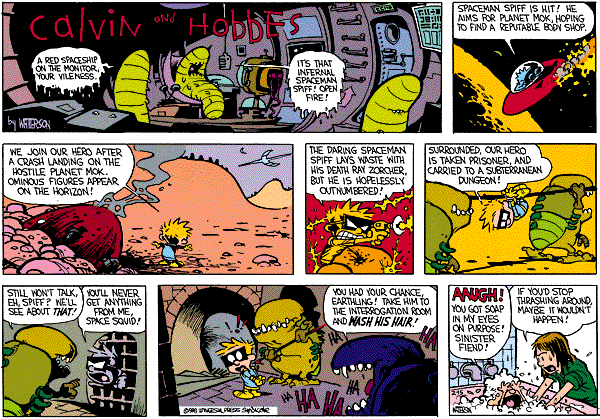 Calvin and HOBBES
A RED SPACESHIP
ON THE MONITOR,
YOUR VILENESS.
IT'S THAT
INFERNAL
SPACEMAN
SPIFF! OPEN
FIRE!
by WATTERSON
SPACEMAN SPIFF IS HIT! HE
AIMS FOR PLANET MOK, HOPING
TO FIND A REPUTABLE BODY SHOP.
WE JOIN OUR HERO AFTER
A CRASH LANDING ON THE
HOSTILE PLANET MOK.
OMINOUS FIGURES APPEAR
ON THE HORIZON!
THE DARING SPACEMAN
SPIFF LAYS WASTE WITH
HIS DEATH RAY ZORCHER,
BUT HE IS HOPELESSLY
OUTNUMBERED!
SURROUNDED, OUR HERO
IS TAKEN PRISONER, AND
CARRIED TO A SUBTERRANEAN
DUNGEON!
STILL WON'T TALK,
EH, SPIFF? WE'LL
SEE ABOUT THAT!
YOU'LL NEVER
GET ANYTHING
FROM ME,
SPACE SQUID!
YOU HAD YOUR CHANCE,
EARTHLING! TAKE HIM TO
THE INTERROGATION ROOM
AND WASH HIS HAIR!
HA
HA
HA
HA
HA
HA
UNIVERSAL PRESS SYNDICATE
AAUGH!
YOU GOT SOAP
IN MY EYES
ON PURPOSE!
SINISTER
FIEND!
IF YOU'D STOP
THRASHING AROUND,
MAYBE IT WOULDN'T
HAPPEN!